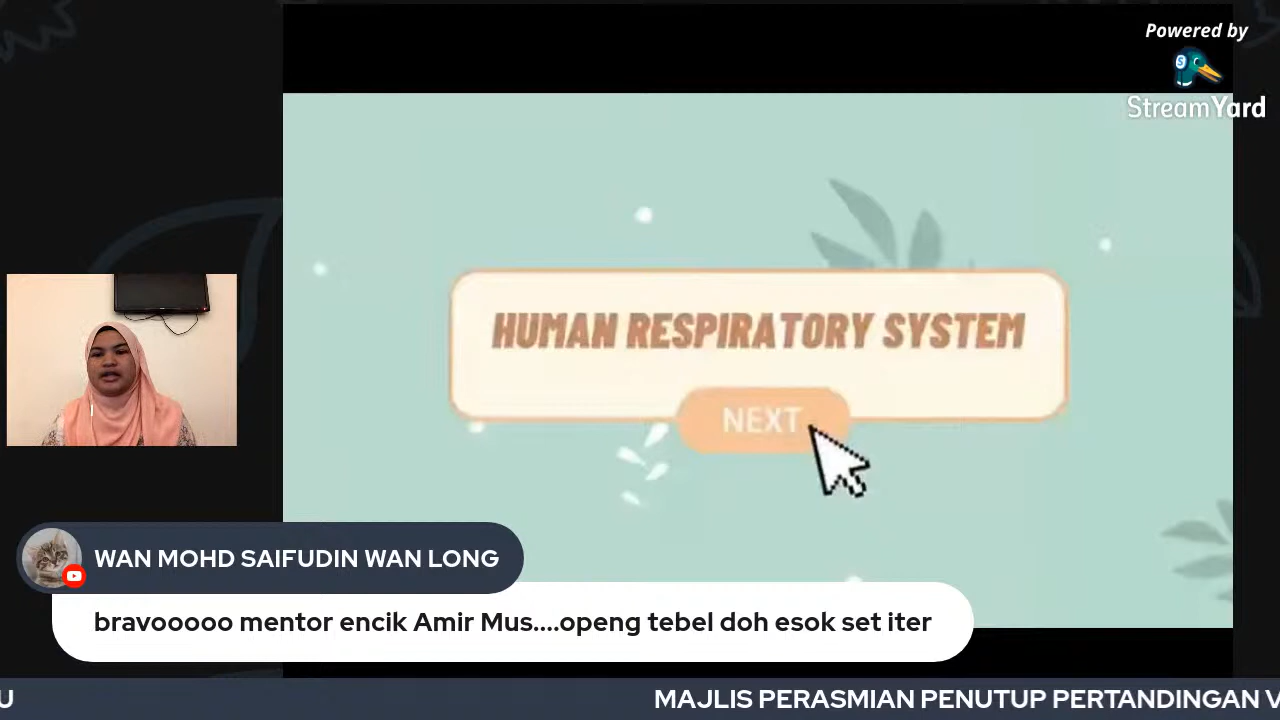 Powered by
StreamYard
HUMAN RESPIRATORY SYSTEM
NEXT
WAN MOHD SAIFUDIN WAN LONG
bravooooo mentor encik Amir Mus....openg tebel doh esok set iter
U
MAJLIS PERASMIAN PENUTUP PERTANDINGAN V